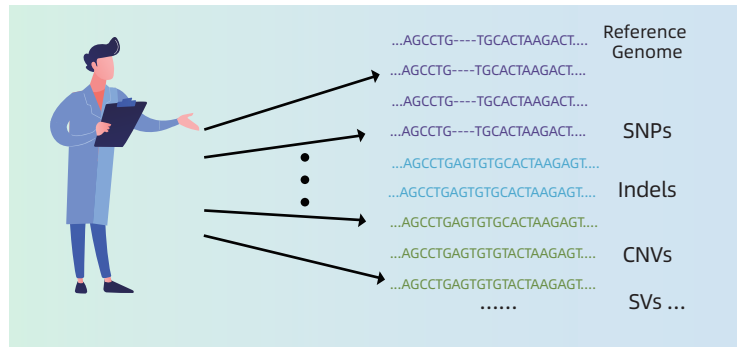 ...AGCCTG----TGCACTAAGACT....
Reference
Genome
...AGCCTG----TGCACTAAGACT....
...AGCCTG----TGCACTAAGACT....
...AGCCTG----TGCACTAAGACT....
SNPs
...AGCCTGAGTGTGCACTAAGAGT....
...AGCCTGAGTGTGCACTAAGAGT....
Indels
...AGCCTGAGTGTGCACTAAGAGT....
...AGCCTGAGTGTGTACTAAGAGT....
CNVs
...AGCCTGAGTGTGTACTAAGAGT....
......
SVs ...